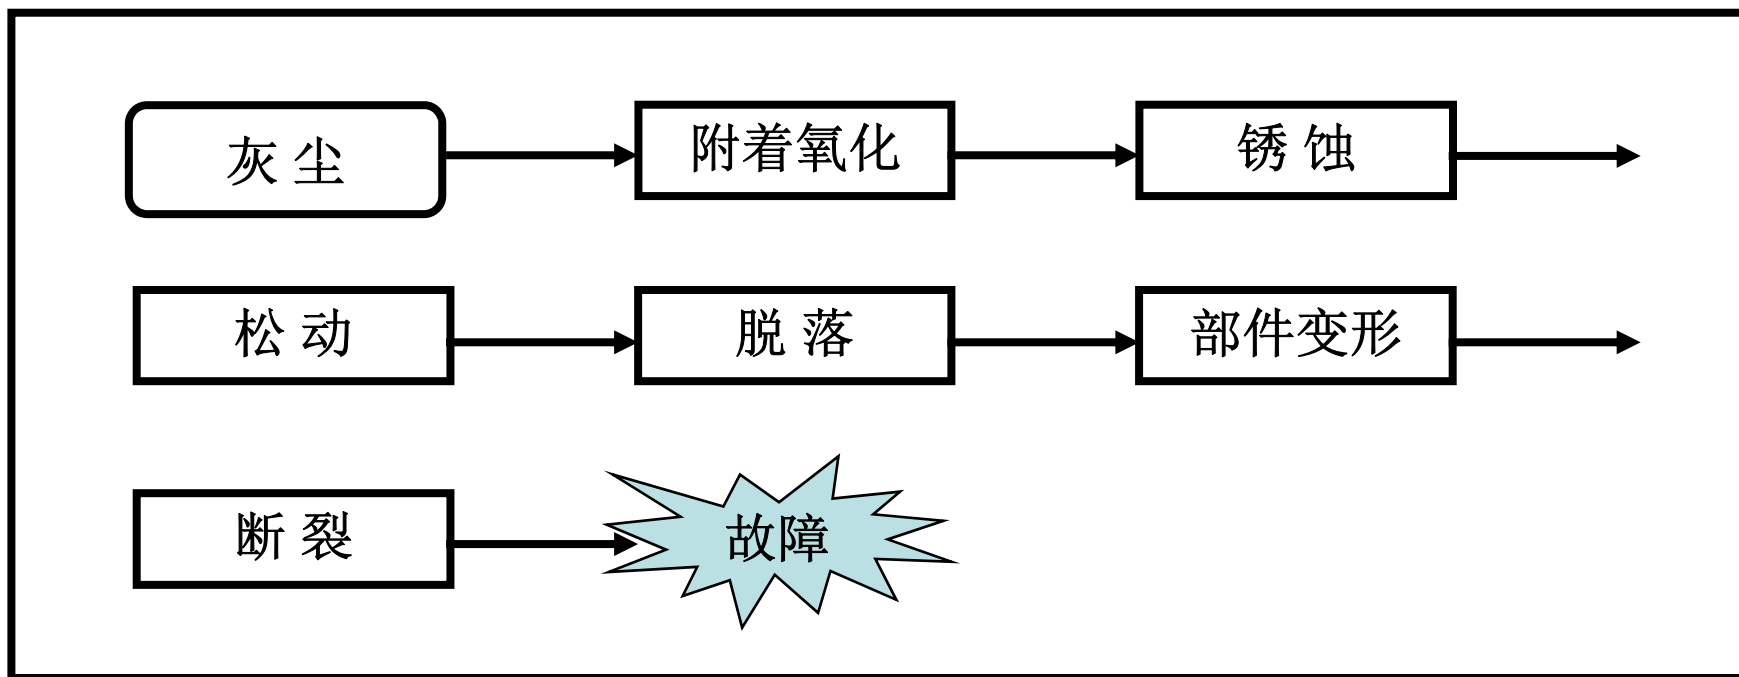 灰 尘
附着氧化
锈 蚀
松 动
脱 落
部件变形
断 裂
故障